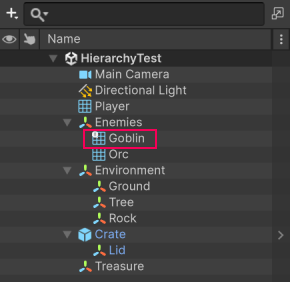 Name
HierarchyTest
Main Camera
Directional Light
Player
Enemies
Goblin
Orc
Environment
Ground
Tree
Rock
Crate
Lid
Treasure